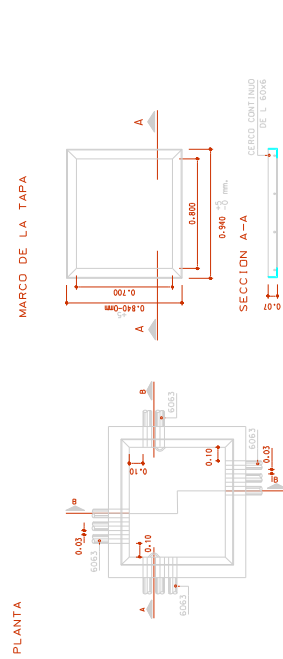 MARCO DE LA TAPA
A
A
0.800
0.940 +5 -0 mm.
0.700
0.840-0mm +5
SECCION A-A
CERCO CONTINUO
DE L 60x6
0.07
PLANTA
B
B
B
A
A
6063
6063
6063
6063
0.10
0.10
0.10
0.03
0.03